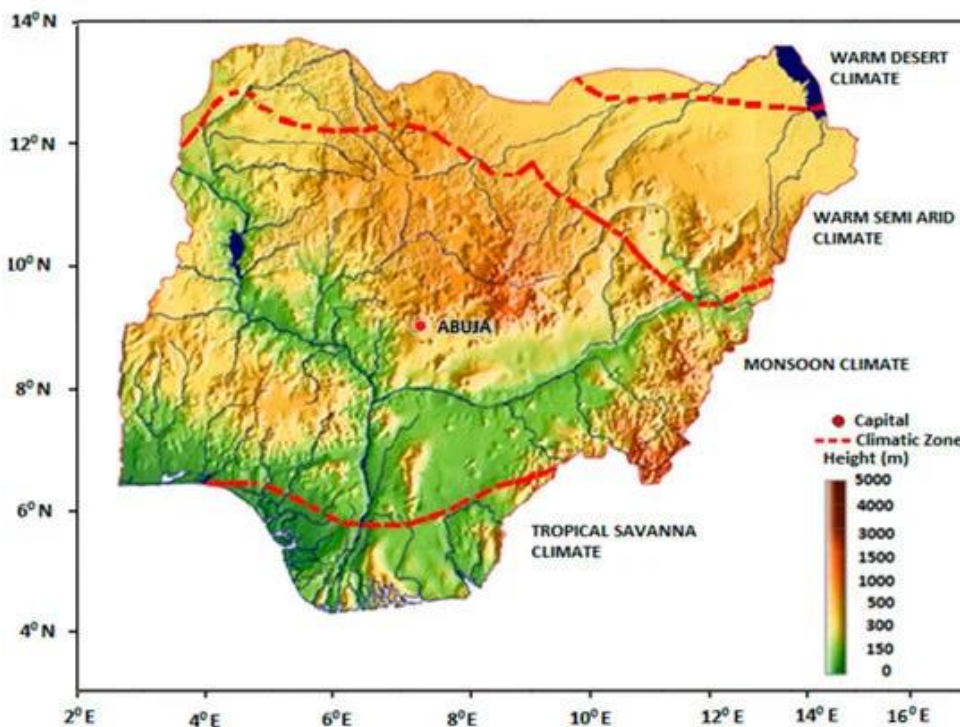 14° N
12° N
10° N
8° N
6° N
4° N
WARM DESERT
CLIMATE
WARM SEMI ARID
CLIMATE
ABUJA
MONSOON CLIMATE
Capital
Climatic Zone
Height (m)
5000
4000
3000
1500
1000
500
300
150
0
TROPICAL SAVANNA
CLIMATE
2° E 4° E 6° E 8° E 10° E 12° E 14° E 16° E